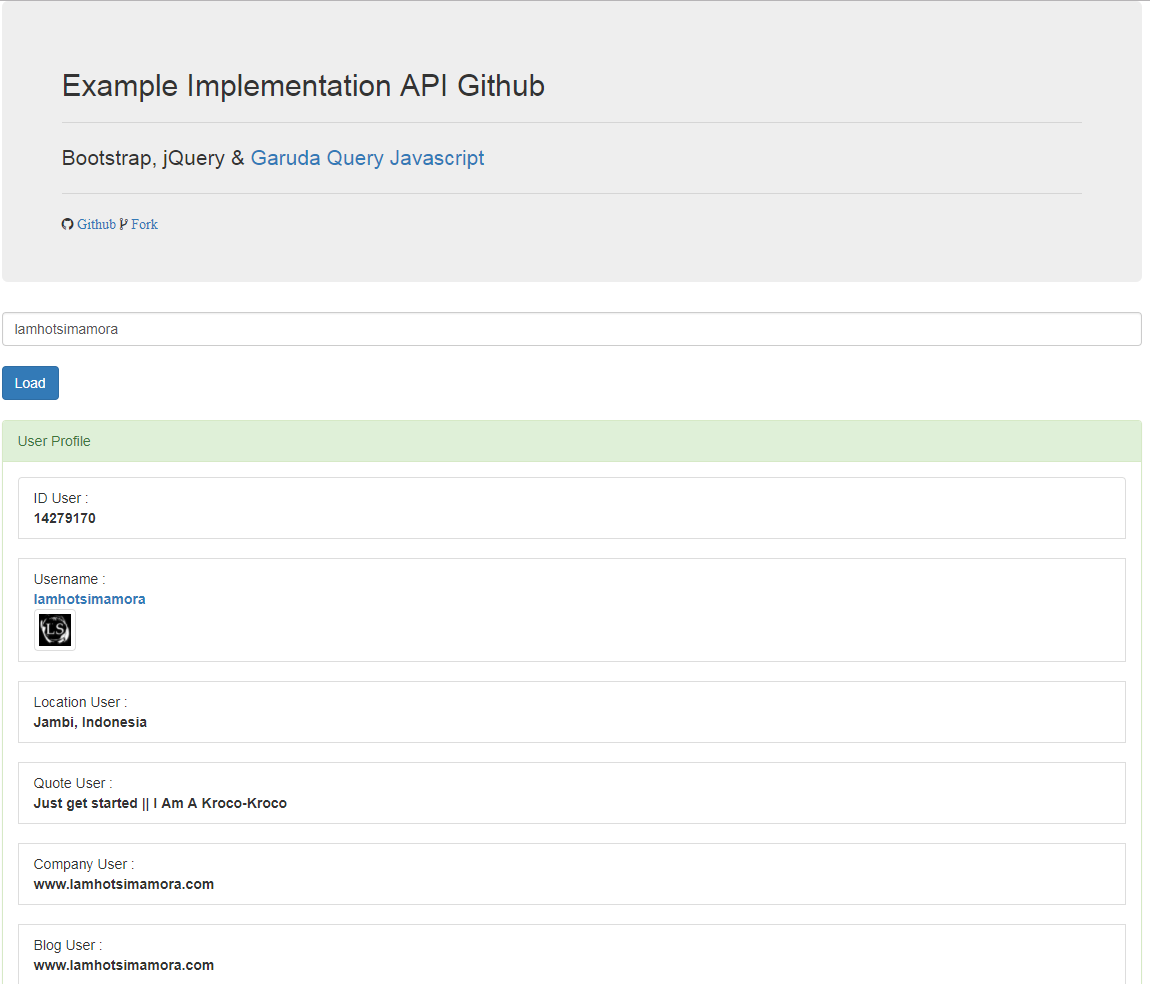 Example Implementation API Github
Bootstrap, jQuery & Garuda Query Javascript
Github Fork
lamhotsimamora
Load
User Profile
ID User :
14279170
Username :
lamhotsimamora
LS
Location User :
Jambi, Indonesia
Quote User :
Just get started || I Am A Kroco-Kroco
Company User :
www.lamhotsimamora.com
Blog User :
www.lamhotsimamora.com